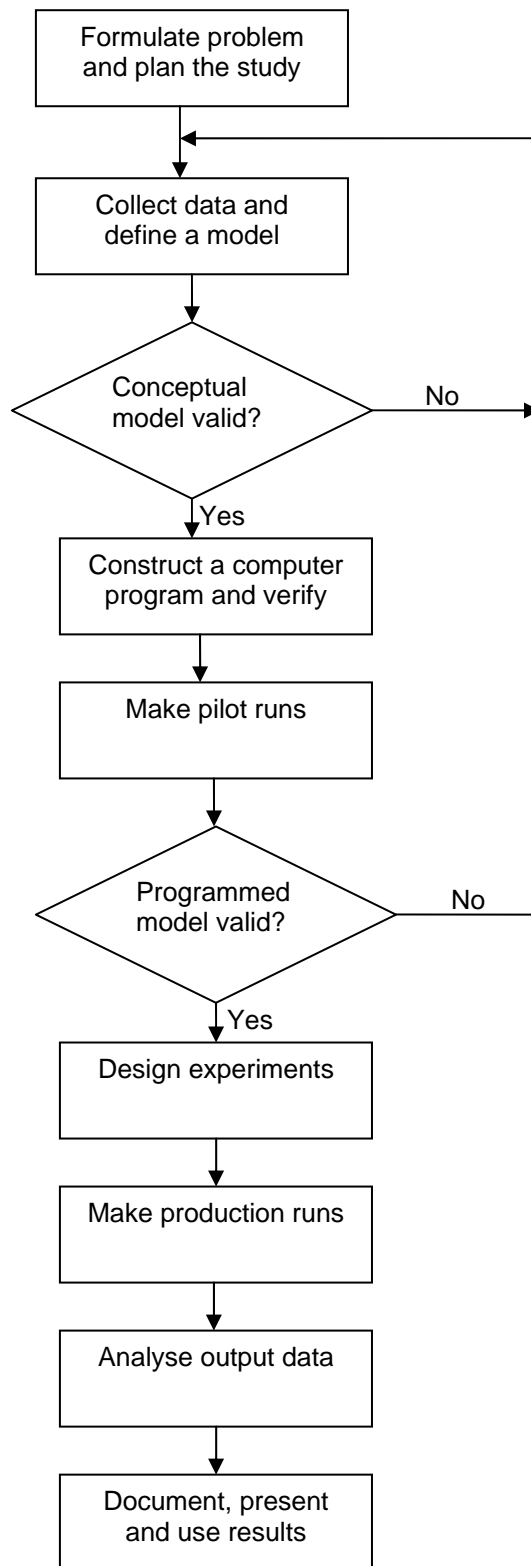 Formulate problem
and plan the study
Collect data and
define a model
Conceptual
model valid?
No
Yes
Construct a computer
program and verify
Make pilot runs
Programmed
model valid?
No
Yes
Design experiments
Make production runs
Analyse output data
Document, present
and use results